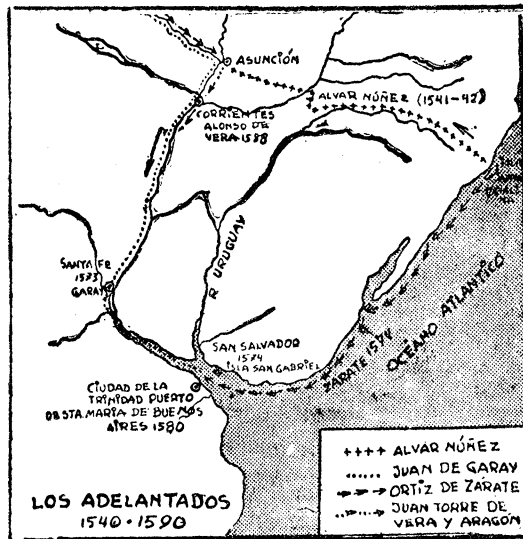 ASUNCIÓN
ALVAR NÚÑEZ (1541-42)
CORRIENTES
ALONSO DE
VERA 1588
SANTA FE
1573
GARAY
R URUGUAY
SAN SALVADOR
1574
ISLA SAN GABRIEL
ZÁRATE 1574
OCÉANO ATLANTICO
CIUDAD DE LA
TRINIDAD PUERTO
DE STA. MARIA DE BUENOS
AIRES 1580
LOS ADELANTADOS
1540 · 1590
++++ ALVAR NÚÑEZ
JUAN DE GARAY
ORTIZ DE ZÁRATE
JUAN TORRE DE
VERA Y ARAGÓN